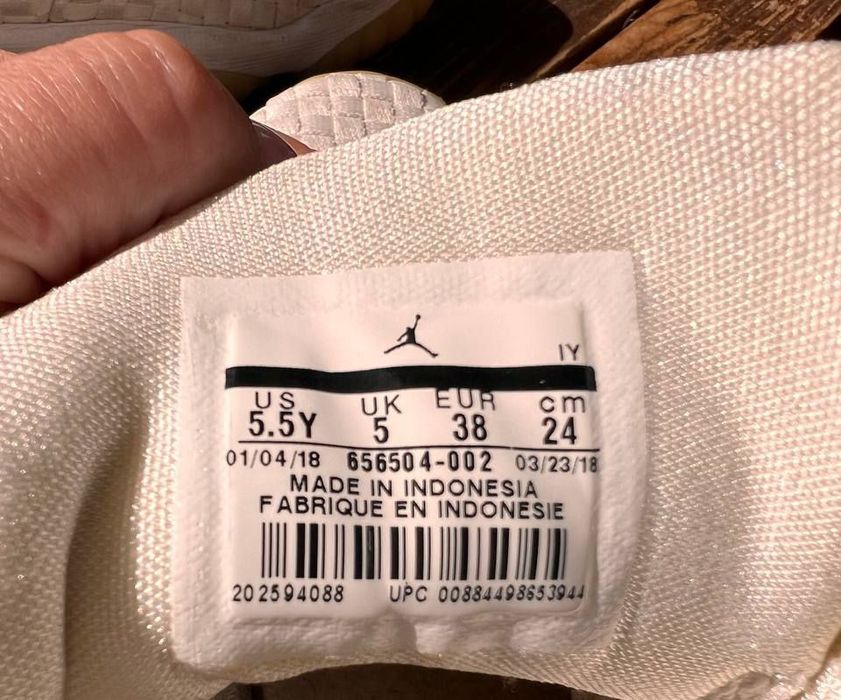 IY
US UK EUR cm
5.5Y 5 38 24
01/04/18 656504-002 03/23/18
MADE IN INDONESIA
FABRIQUE EN INDONESIE
202594088 UPC 00884498653944